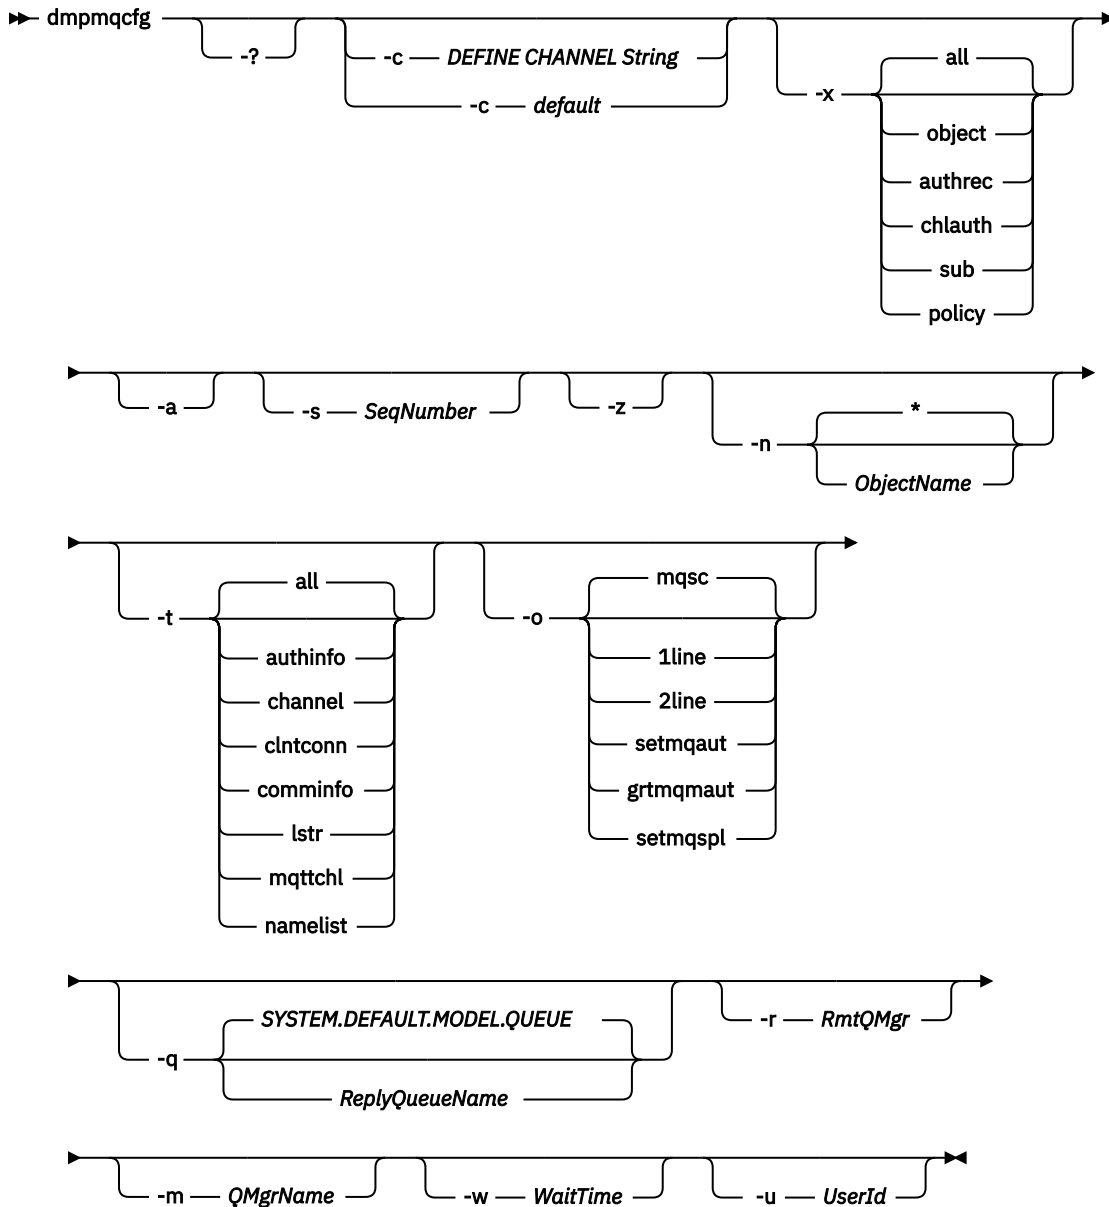 dmpmqcfg
-?
-c DEFINE CHANNEL String
-c default
-x
all
object
authrec
chlauth
sub
policy
-a
-s SeqNumber
-z
-n
*
ObjectName
-t
all
authinfo
channel
clntconn
comminfo
lstr
mqttchl
namelist
-o
mqsc
1line
2line
setmqaut
grtmqmaut
setmqspl
-q
SYSTEM.DEFAULT.MODEL.QUEUE
ReplyQueueName
-r RmtQMgr
-m QMgrName
-w WaitTime
-u UserId